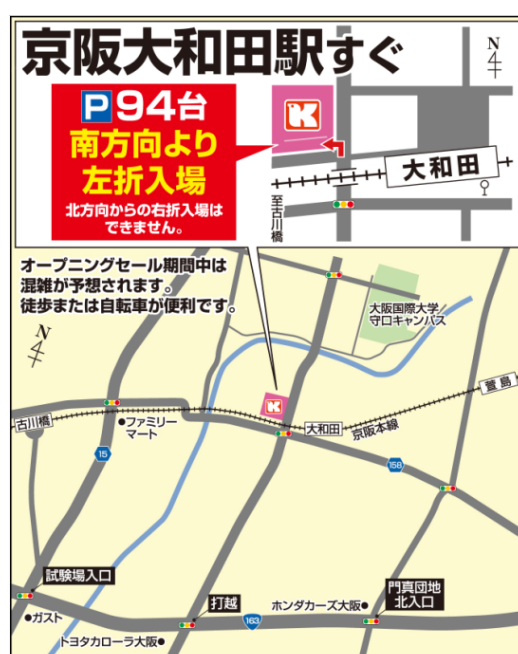 京阪大和田駅すぐ
P94台
南方向より
左折入場
北方向からの右折入場は
できません。
N
K
大和田
至古川橋
オープニングセール期間中は
混雑が予想されます。
徒歩または自転車が便利です。
N
大阪国際大学
守口キャンパス
K
萱島
古川橋
ファミリー
マート
大和田
京阪本線
15
158
試験場入口
ガスト
打越
ホンダカーズ大阪
門真団地
北入口
トヨタカローラ大阪
163